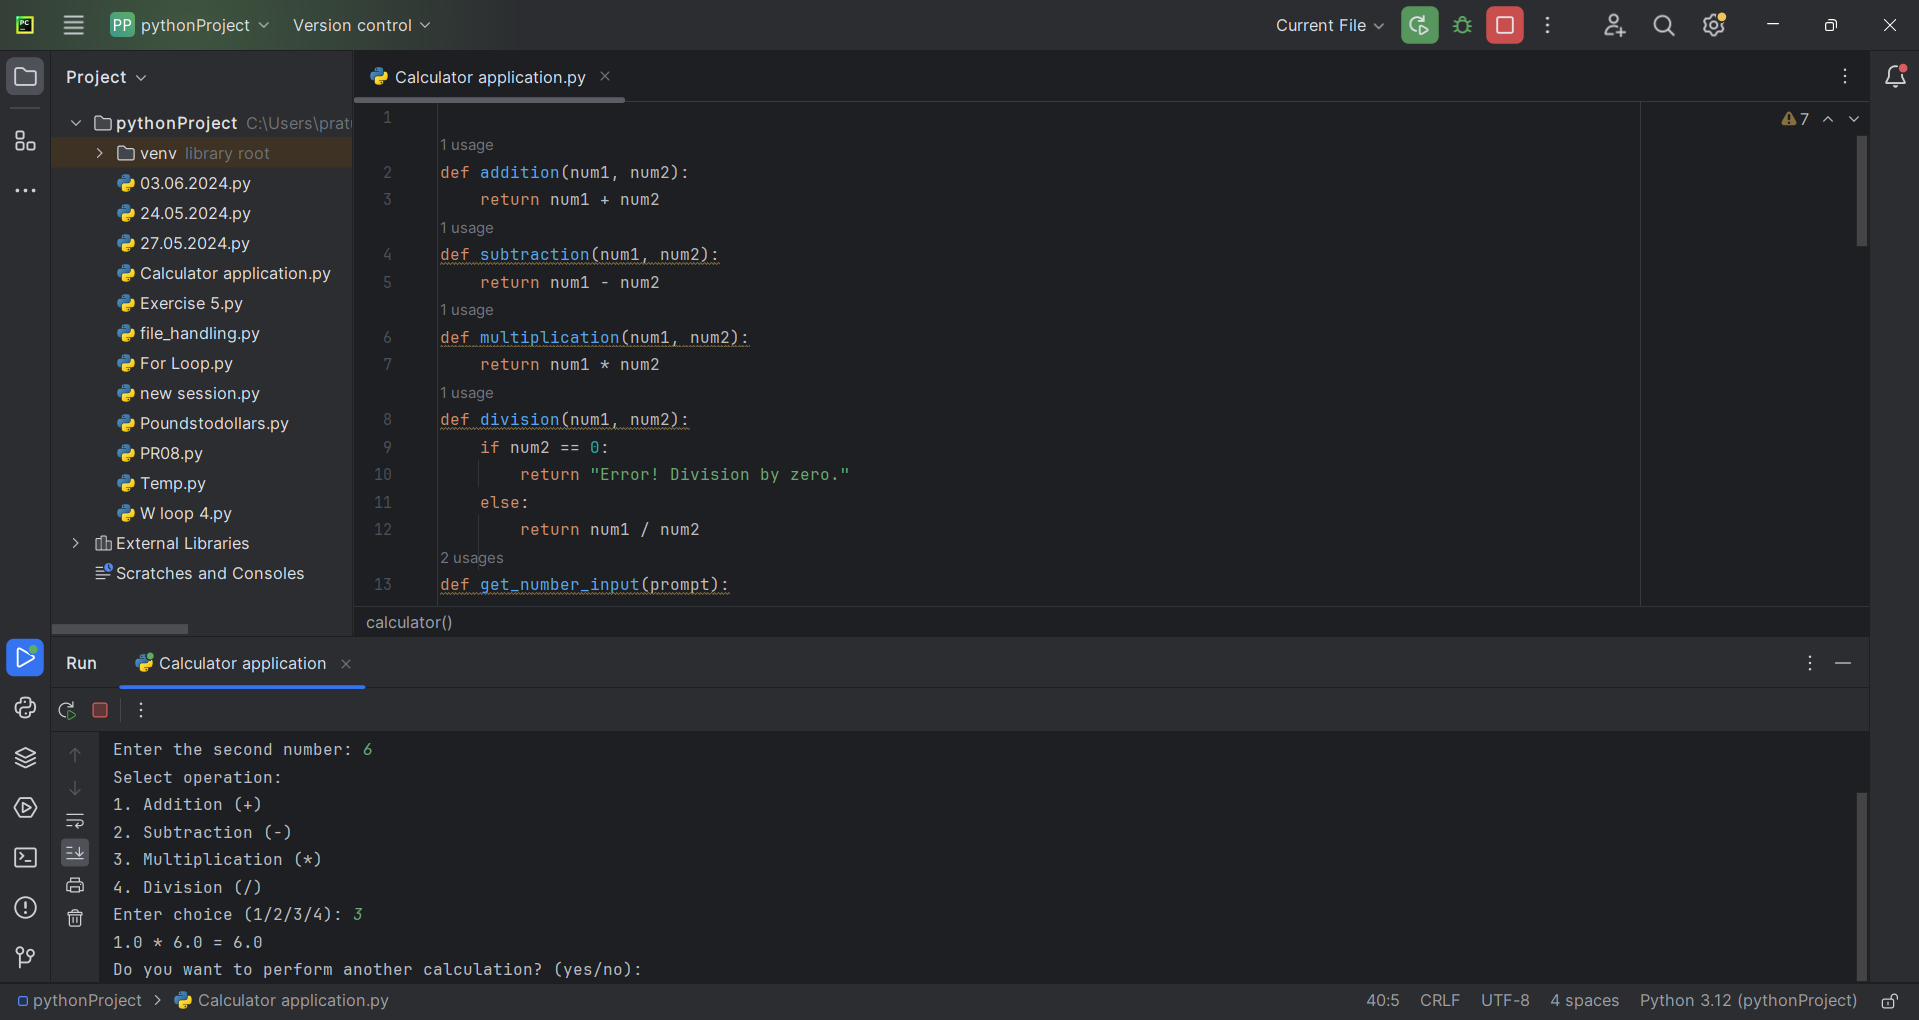 PC
PP pythonProject Version control Current File
Project
Calculator application.py
pythonProject C:\Users\prat
venv library root
03.06.2024.py
24.05.2024.py
27.05.2024.py
Calculator application.py
Exercise 5.py
file_handling.py
For Loop.py
new session.py
Poundstodollars.py
PR08.py
Temp.py
W loop 4.py
External Libraries
Scratches and Consoles
7
1
1 usage
2 def addition(num1, num2):
3 return num1 + num2
1 usage
4 def subtraction(num1, num2):
5 return num1 - num2
1 usage
6 def multiplication(num1, num2):
7 return num1 * num2
1 usage
8 def division(num1, num2):
9 if num2 == 0:
10 return "Error! Division by zero."
11 else:
12 return num1 / num2
2 usages
13 def get_number_input(prompt):
calculator()
Run Calculator application
Enter the second number: 6
Select operation:
1. Addition (+)
2. Subtraction (-)
3. Multiplication (*)
4. Division (/)
Enter choice (1/2/3/4): 3
1.0 * 6.0 = 6.0
Do you want to perform another calculation? (yes/no):
pythonProject > Calculator application.py 40:5 CRLF UTF-8 4 spaces Python 3.12 (pythonProject)